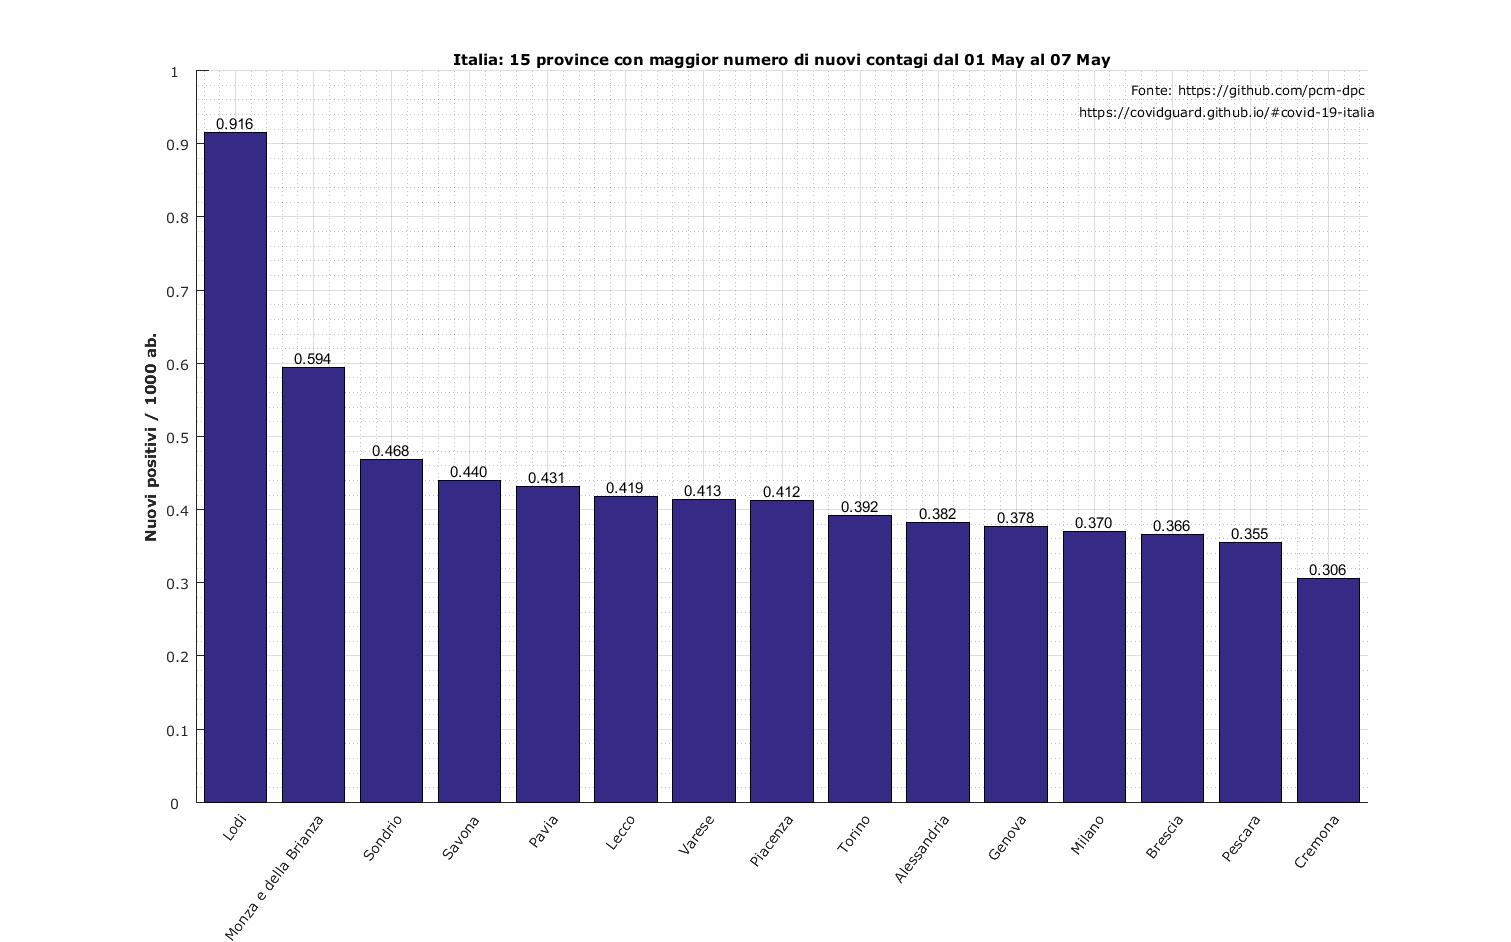 Italia: 15 province con maggior numero di nuovi contagi dal 01 May al 07 May
Fonte: https://github.com/pcm-dpc
https://covidguard.github.io/#covid-19-italia
Nuovi positivi / 1000 ab.
1
0.9
0.8
0.7
0.6
0.5
0.4
0.3
0.2
0.1
0
0.916
0.594
0.468
0.440
0.431
0.419
0.413
0.412
0.392
0.382
0.378
0.370
0.366
0.355
0.306
Lodi
Monza e della Brianza
Sondrio
Savona
Pavia
Lecco
Varese
Piacenza
Torino
Alessandria
Genova
Milano
Brescia
Pescara
Cremona